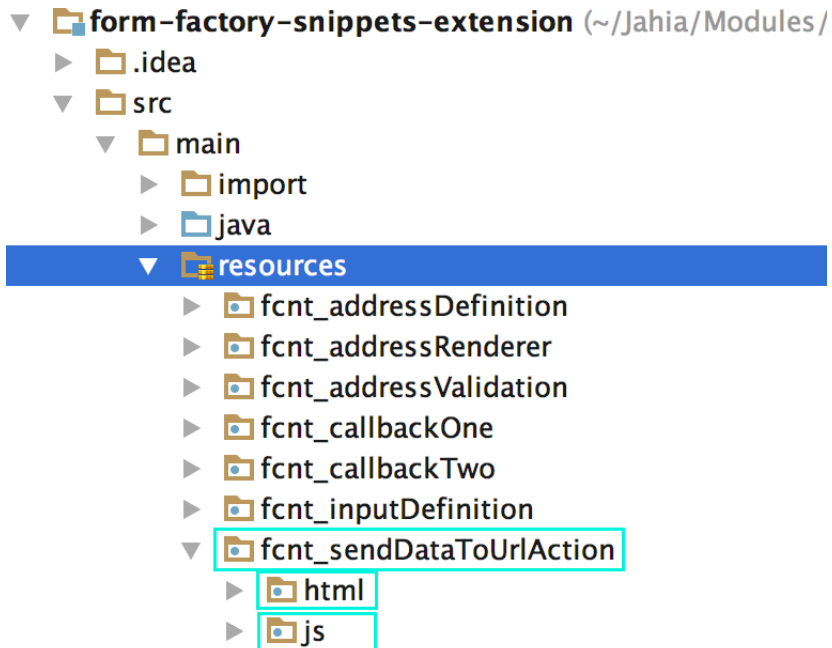 form-factory-snippets-extension (~/Jahia/Modules/
.idea
src
main
import
java
resources
fcnt_addressDefinition
fcnt_addressRenderer
fcnt_addressValidation
fcnt_callbackOne
fcnt_callbackTwo
fcnt_inputDefinition
fcnt_sendDataToUrlAction
html
js